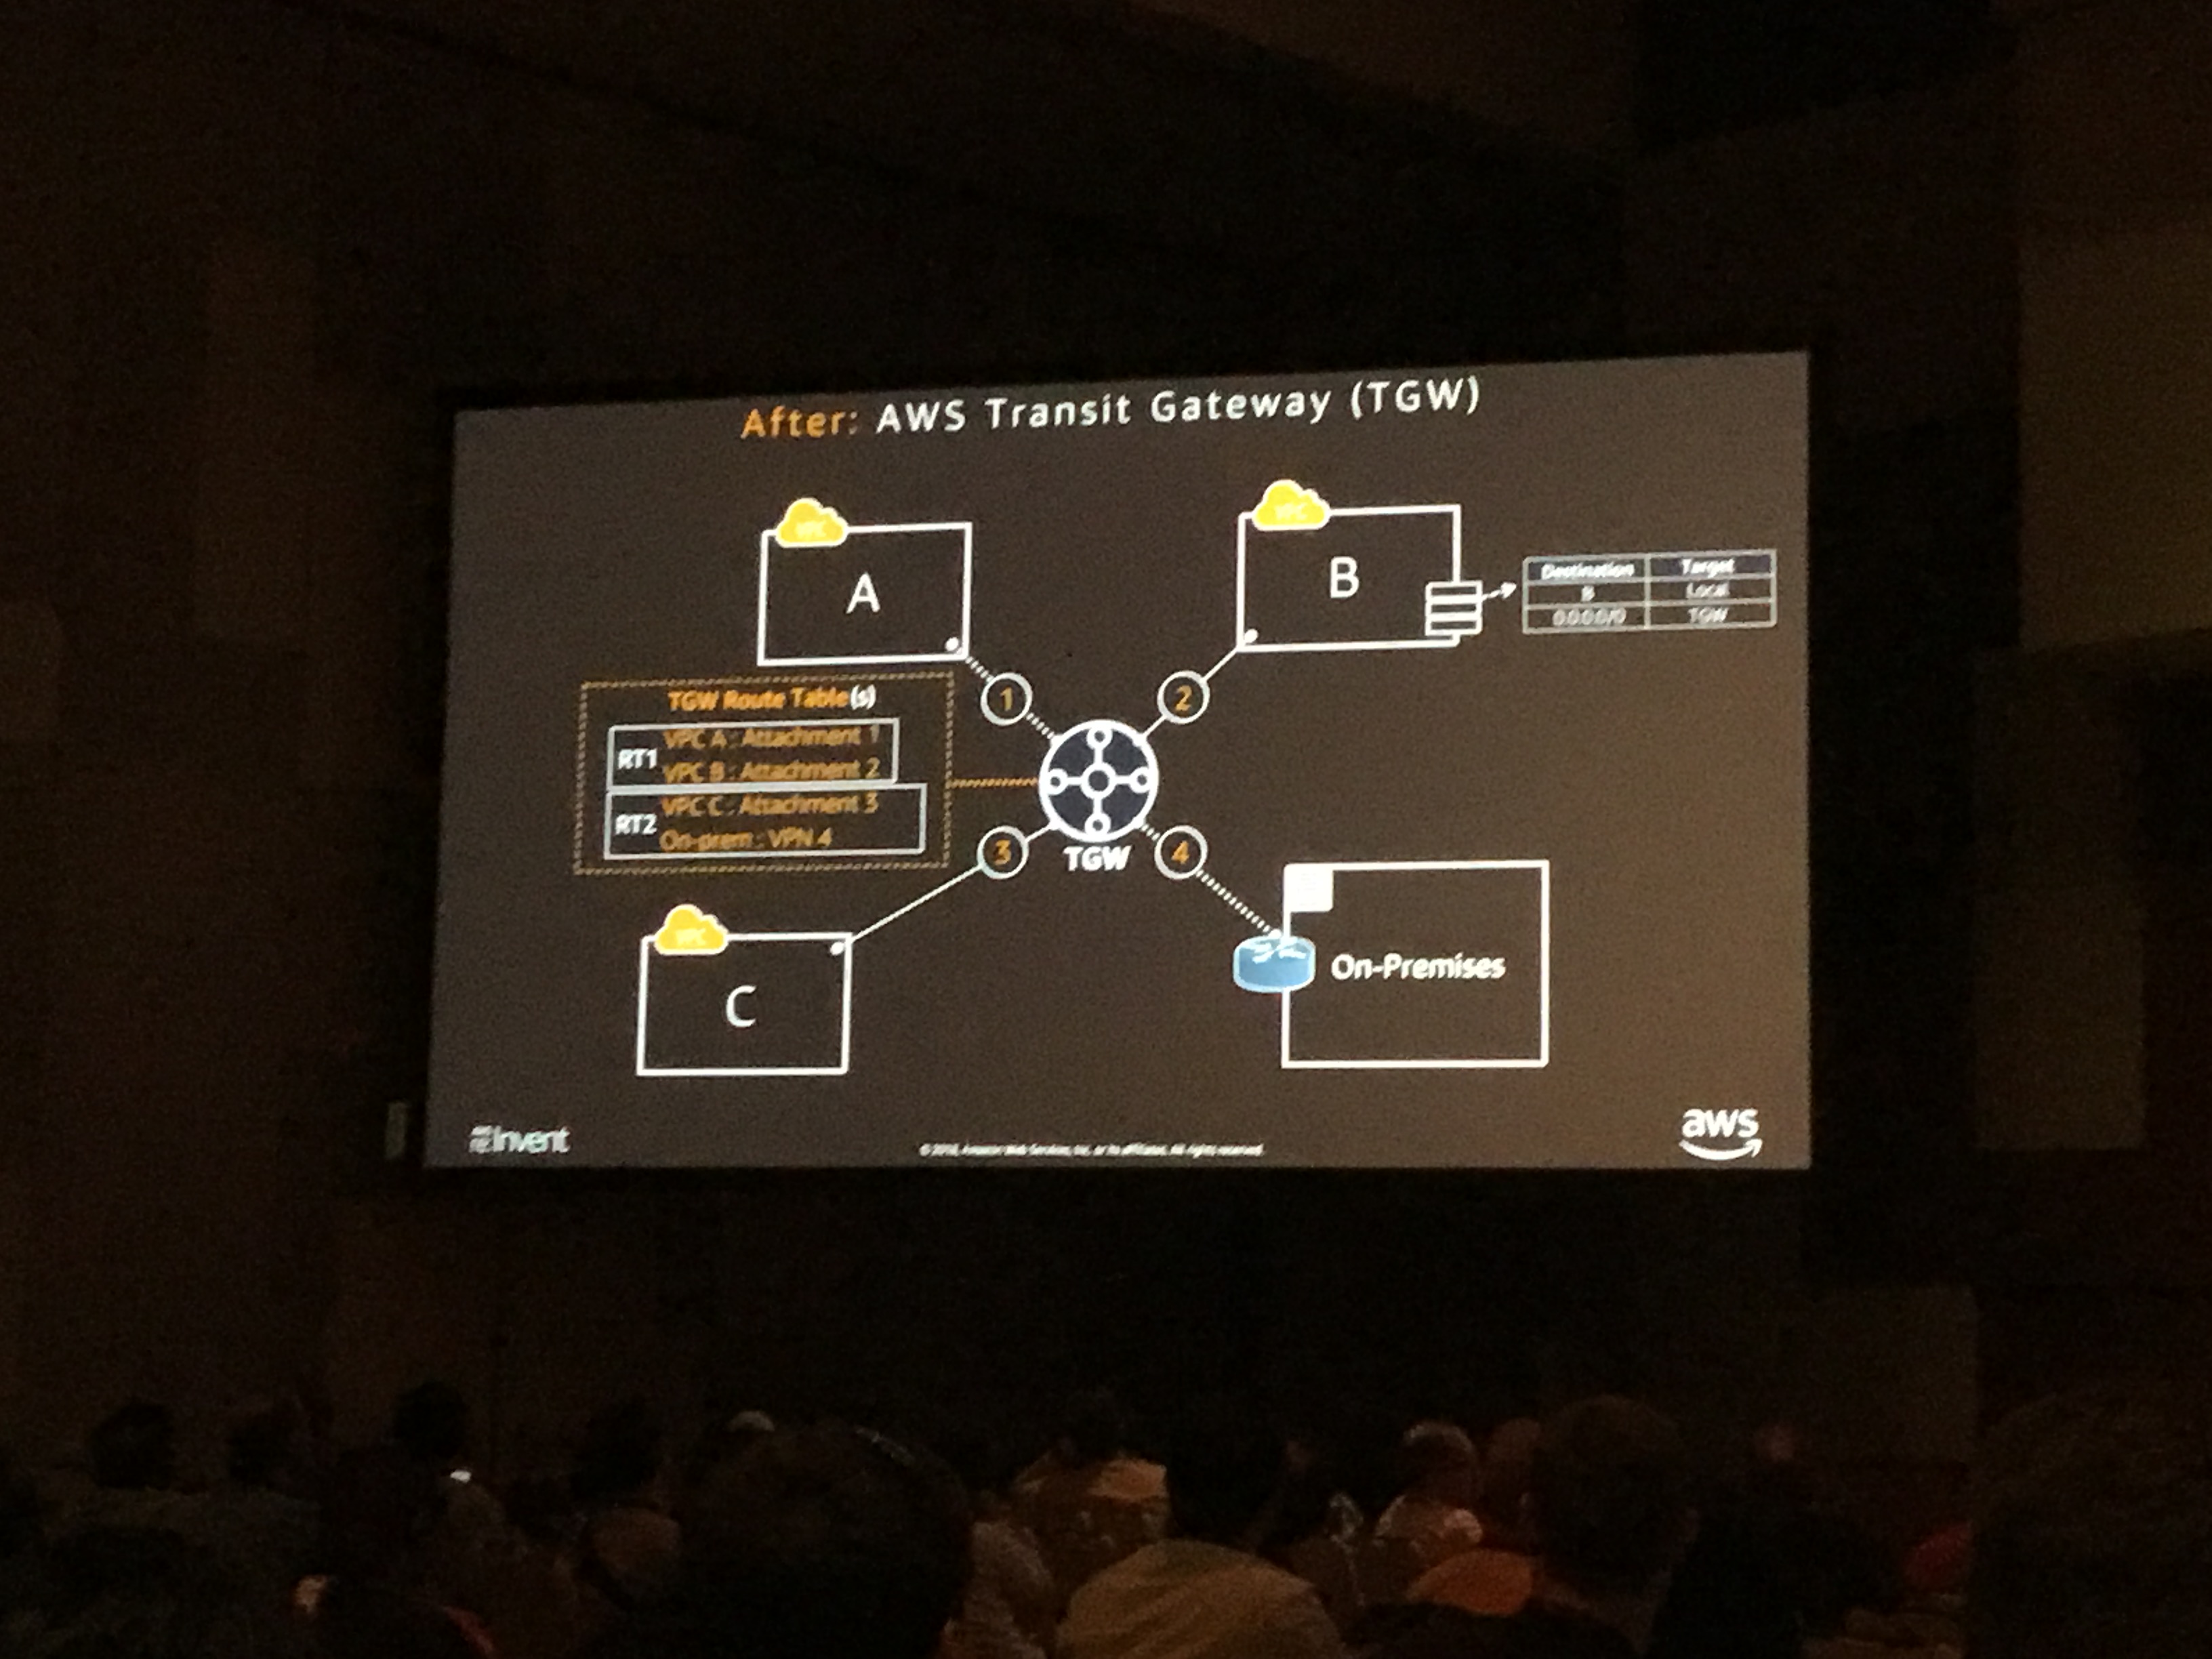 After: AWS Transit Gateway (TGW)
VPC
A
VPC
B
Destination Target
B Local
0.0.0.0/0 TGW
TGW Route Table(s)
RT1
VPC A : Attachment 1
VPC B : Attachment 2
RT2
VPC C : Attachment 3
On-prem : VPN 4
1
2
3
4
TGW
VPC
C
On-Premises
AWS re:Invent
© 2018, Amazon Web Services, Inc. or its affiliates. All rights reserved.
aws